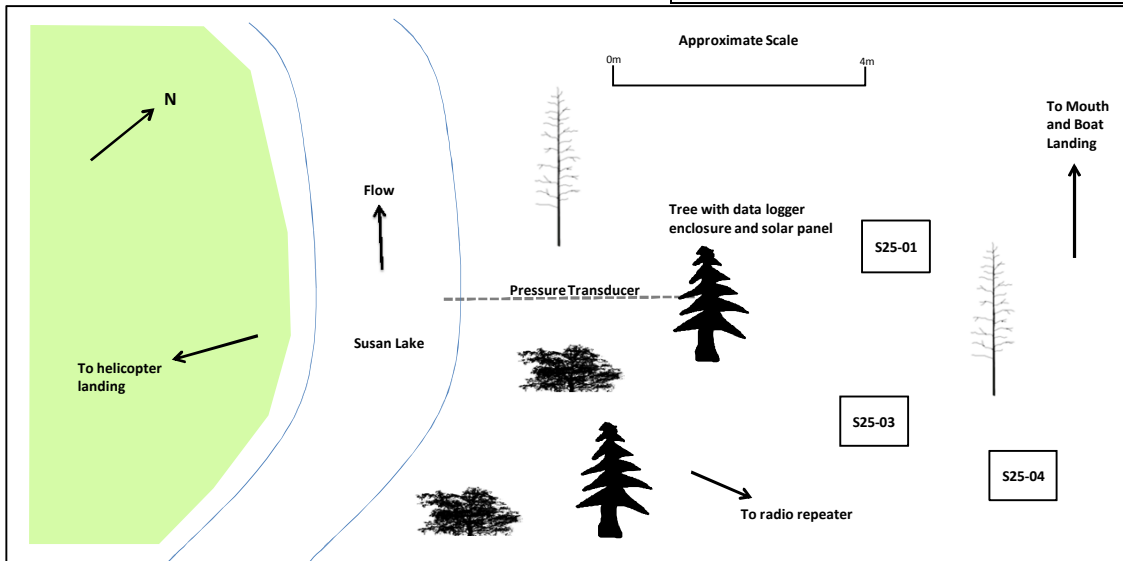 Approximate Scale
0m
4m
N
To Mouth
and Boat
Landing
Flow
Tree with data logger
enclosure and solar panel
S25-01
Pressure Transducer
Susan Lake
To helicopter
landing
S25-03
S25-04
To radio repeater